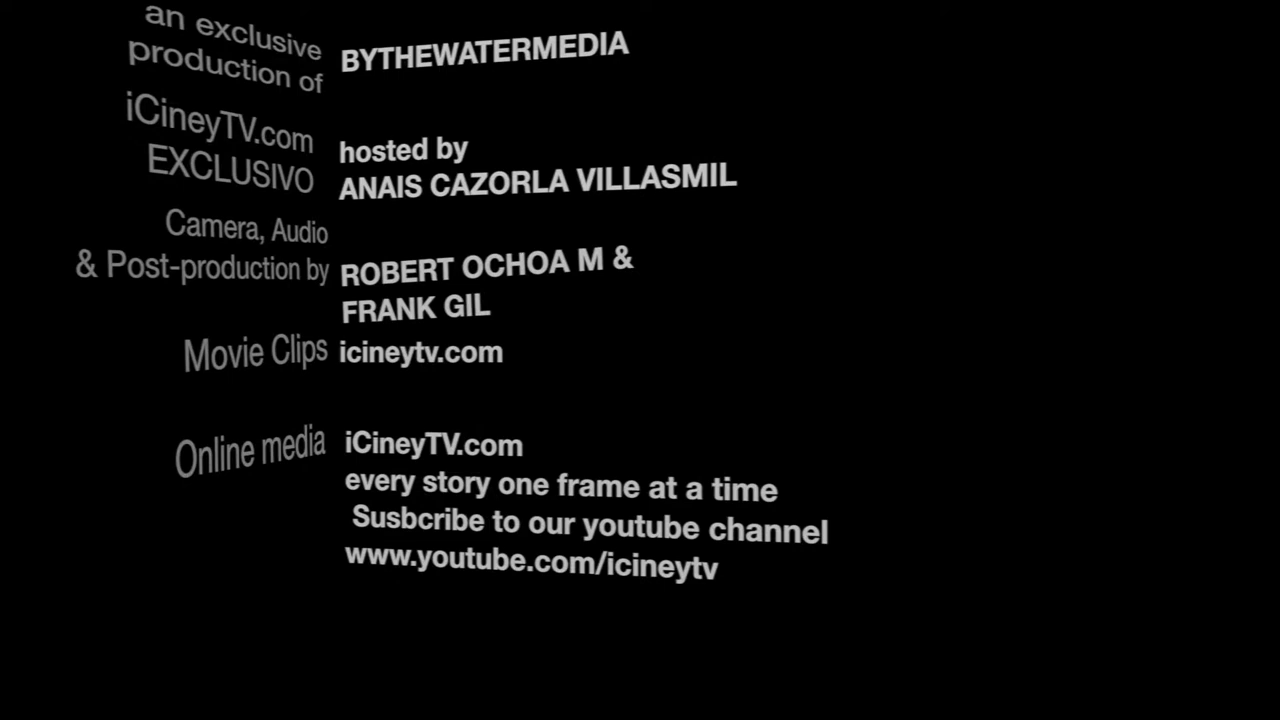 an exclusive
production of
BYTHEWATERMEDIA
iCineyTV.com
EXCLUSIVO
hosted by
ANAIS CAZORLA VILLASMIL
Camera, Audio
& Post-production by
ROBERT OCHOA M &
FRANK GIL
Movie Clips
icineytv.com
Online media
iCineyTV.com
every story one frame at a time
Susbcribe to our youtube channel
www.youtube.com/icineytv